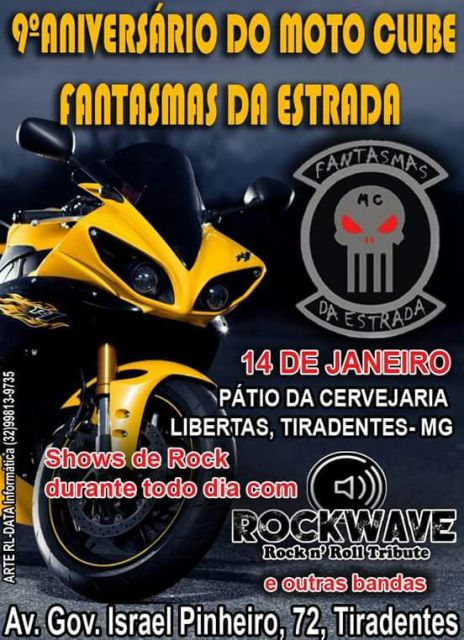 9ºANIVERSÁRIO DO MOTO CLUBE
FANTASMAS DA ESTRADA
FANTASMAS
MC
DA ESTRADA
14 DE JANEIRO
PÁTIO DA CERVEJARIA
LIBERTAS, TIRADENTES- MG
Shows de Rock
durante todo dia com
ROCKWAVE
Rock n' Roll Tribute
e outras bandas
Av. Gov. Israel Pinheiro, 72, Tiradentes
ARTE RL-DATA Informática (32)99813-9735